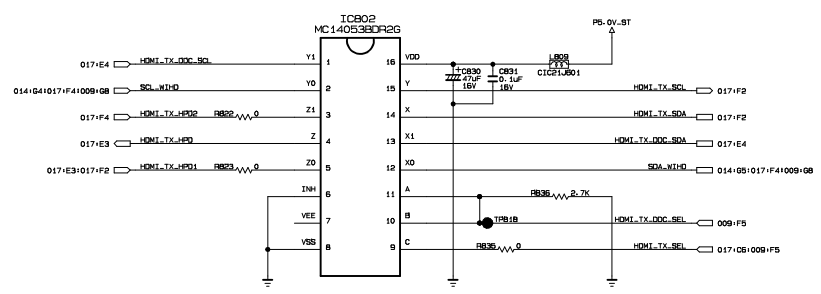 IC802
MC14053BDR2G
P5.0V_ST
017:E4 HDMI_TX_DDC_SCL Y1 1
16 VDD
C830 47uF 16V
C831 0.1uF 16V
L809 CIC21J601
014:G4:017:F4:009:G8 SCL_WIHD Y0 2
15 Y HDMI_TX_SCL 017:F2
017:F4 HDMI_TX_HPD2 R822 0 Z1 3
14 X HDMI_TX_SDA 017:F2
017:E3 HDMI_TX_HPD Z 4
13 X1 HDMI_TX_DDC_SDA 017:E4
017:E3:017:F2 HDMI_TX_HPD1 R823 0 Z0 5
12 X0 SDA_WIHD 014:G5:017:F4:009:G8
INH 6
11 A R836 2.7K
VEE 7
10 B TP818 HDMI_TX_DDC_SEL 009:F5
VSS 8
9 C R835 0 HDMI_TX_SEL 017:C6:009:F5